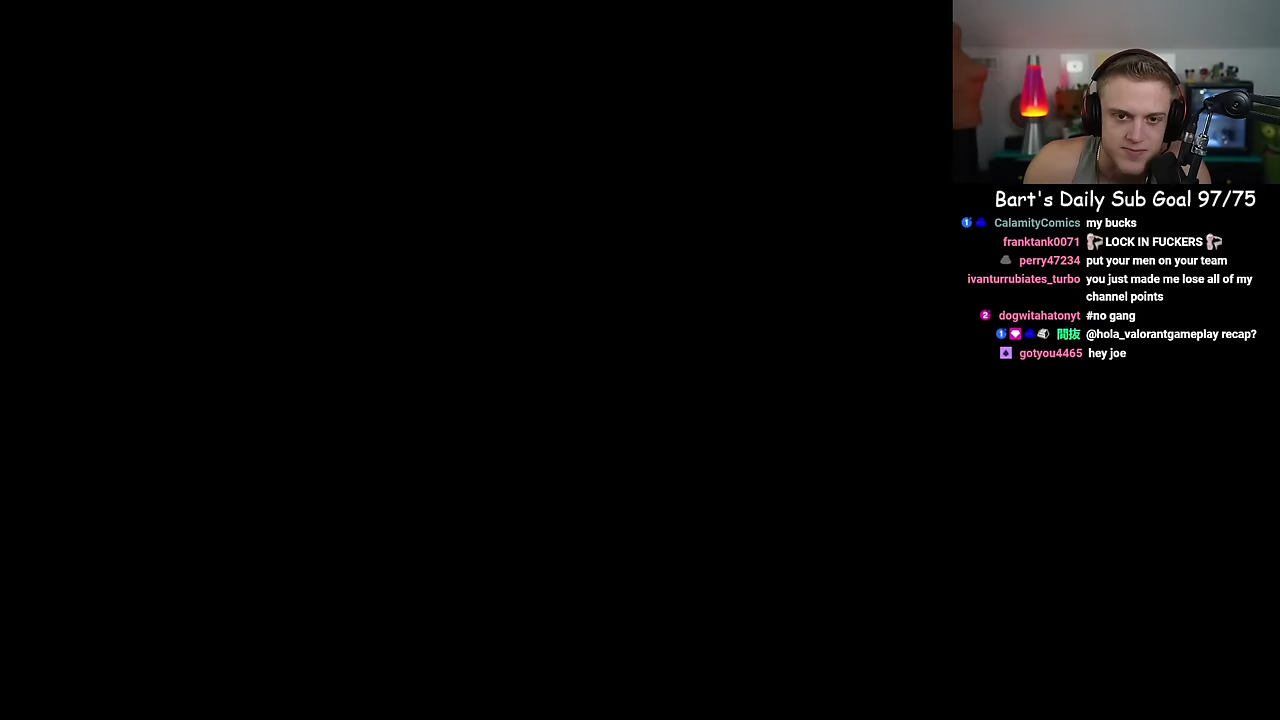 Bart's Daily Sub Goal 97/75
CalamityComics my bucks
franktank0071 LOCK IN FUCKERS
perry47234 put your men on your team
ivanturrubiates_turbo you just made me lose all of my
channel points
2 dogwitahatonyt #no gang
間抜 @hola_valorantgameplay recap?
gotyou4465 hey joe